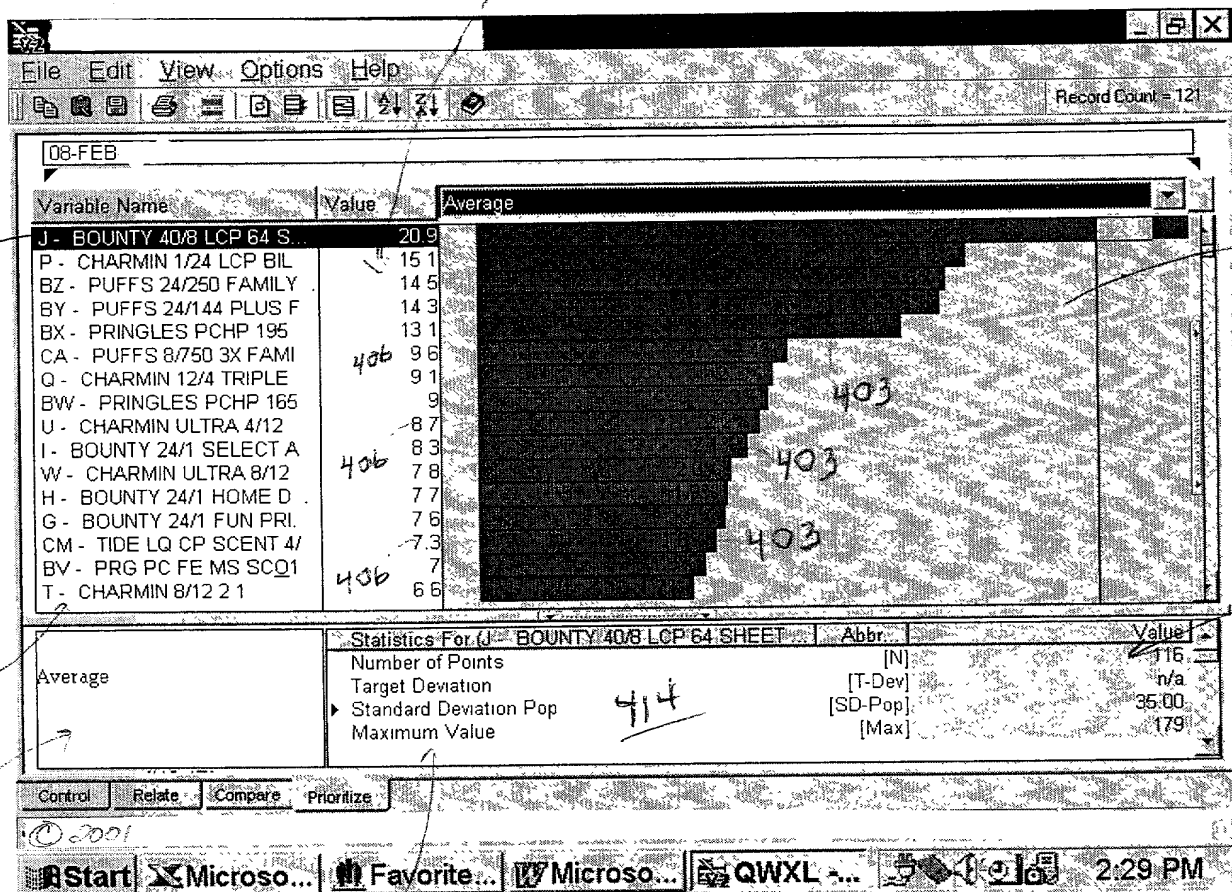 File Edit View Options Help
Record Count = 121
08-FEB
Variable Name Value Average
J - BOUNTY 40/8 LCP 64 S... 20.9
P - CHARMIN 1/24 LCP BIL 15 1
BZ - PUFFS 24/250 FAMILY . 14 5
BY - PUFFS 24/144 PLUS F 14 3
BX - PRINGLES PCHP 195 13 1
CA - PUFFS 8/750 3X FAMI 406 9 6
Q - CHARMIN 12/4 TRIPLE 9 1 403
BW - PRINGLES PCHP 165 9
U - CHARMIN ULTRA 4/12 8 7
I - BOUNTY 24/1 SELECT A 8 3
W - CHARMIN ULTRA 8/12 406 7 8 403
H - BOUNTY 24/1 HOME D . 7 7
G - BOUNTY 24/1 FUN PRI. 7 6
CM - TIDE LQ CP SCENT 4/ 7.3 403
BV - PRG PC FE MS SCO1 7
T - CHARMIN 8/12 2 1 406 6 6
Statistics For (J - BOUNTY 40/8 LCP 64 SHEET ... Abbr... Value
Number of Points [N] 116
Average Target Deviation [T-Dev] n/a
Standard Deviation Pop 414 [SD-Pop] 35.00
Maximum Value [Max] 179
Control Relate Compare Prioritize
© 2001
Start Microso... Favorite... Microso... QWXL -... 2:29 PM